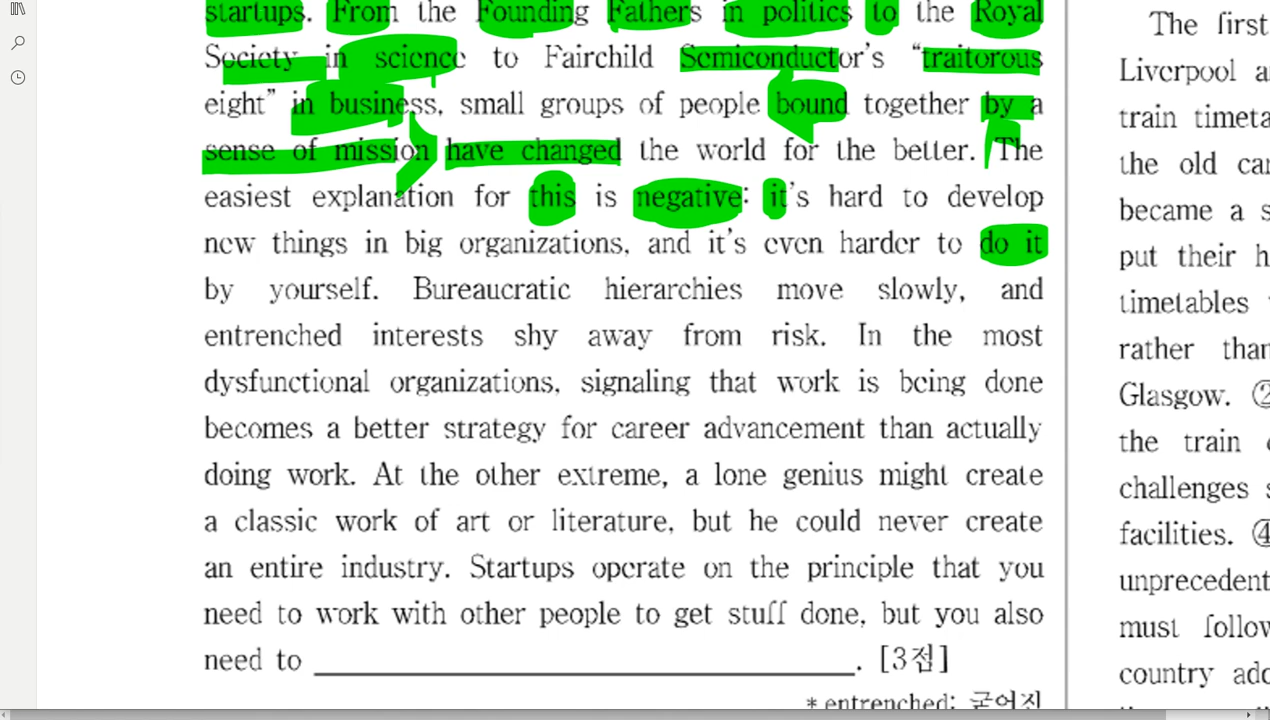 startups. From the Founding Fathers in politics to the Royal
Society in science to Fairchild Semiconductor's "traitorous
eight" in business, small groups of people bound together by a
sense of mission have changed the world for the better. The
easiest explanation for this is negative: it's hard to develop
new things in big organizations, and it's even harder to do it
by yourself. Bureaucratic hierarchies move slowly, and
entrenched interests shy away from risk. In the most
dysfunctional organizations, signaling that work is being done
becomes a better strategy for career advancement than actually
doing work. At the other extreme, a lone genius might create
a classic work of art or literature, but he could never create
an entire industry. Startups operate on the principle that you
need to work with other people to get stuff done, but you also
need to ____. [3점]
* entrenched: 굳어진
The first
Liverpool
train
the old
became a
put their
timetables
rather
Glasgow. ②
the train
challenges
facilities. ④
must
country